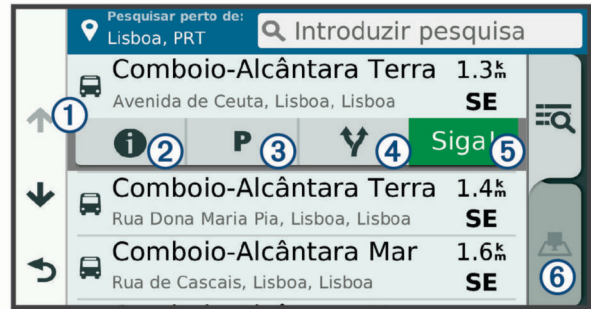 Pesquisar perto de:
Lisboa, PRT
Introduzir pesquisa
Comboio-Alcântara Terra 1.3km
Avenida de Ceuta, Lisboa, Lisboa SE
1
2 P 3 4 Siga! 5
Comboio-Alcântara Terra 1.4km
Rua Dona Maria Pia, Lisboa, Lisboa SE
Comboio-Alcântara Mar 1.6km
Rua de Cascais, Lisboa, Lisboa SE
6